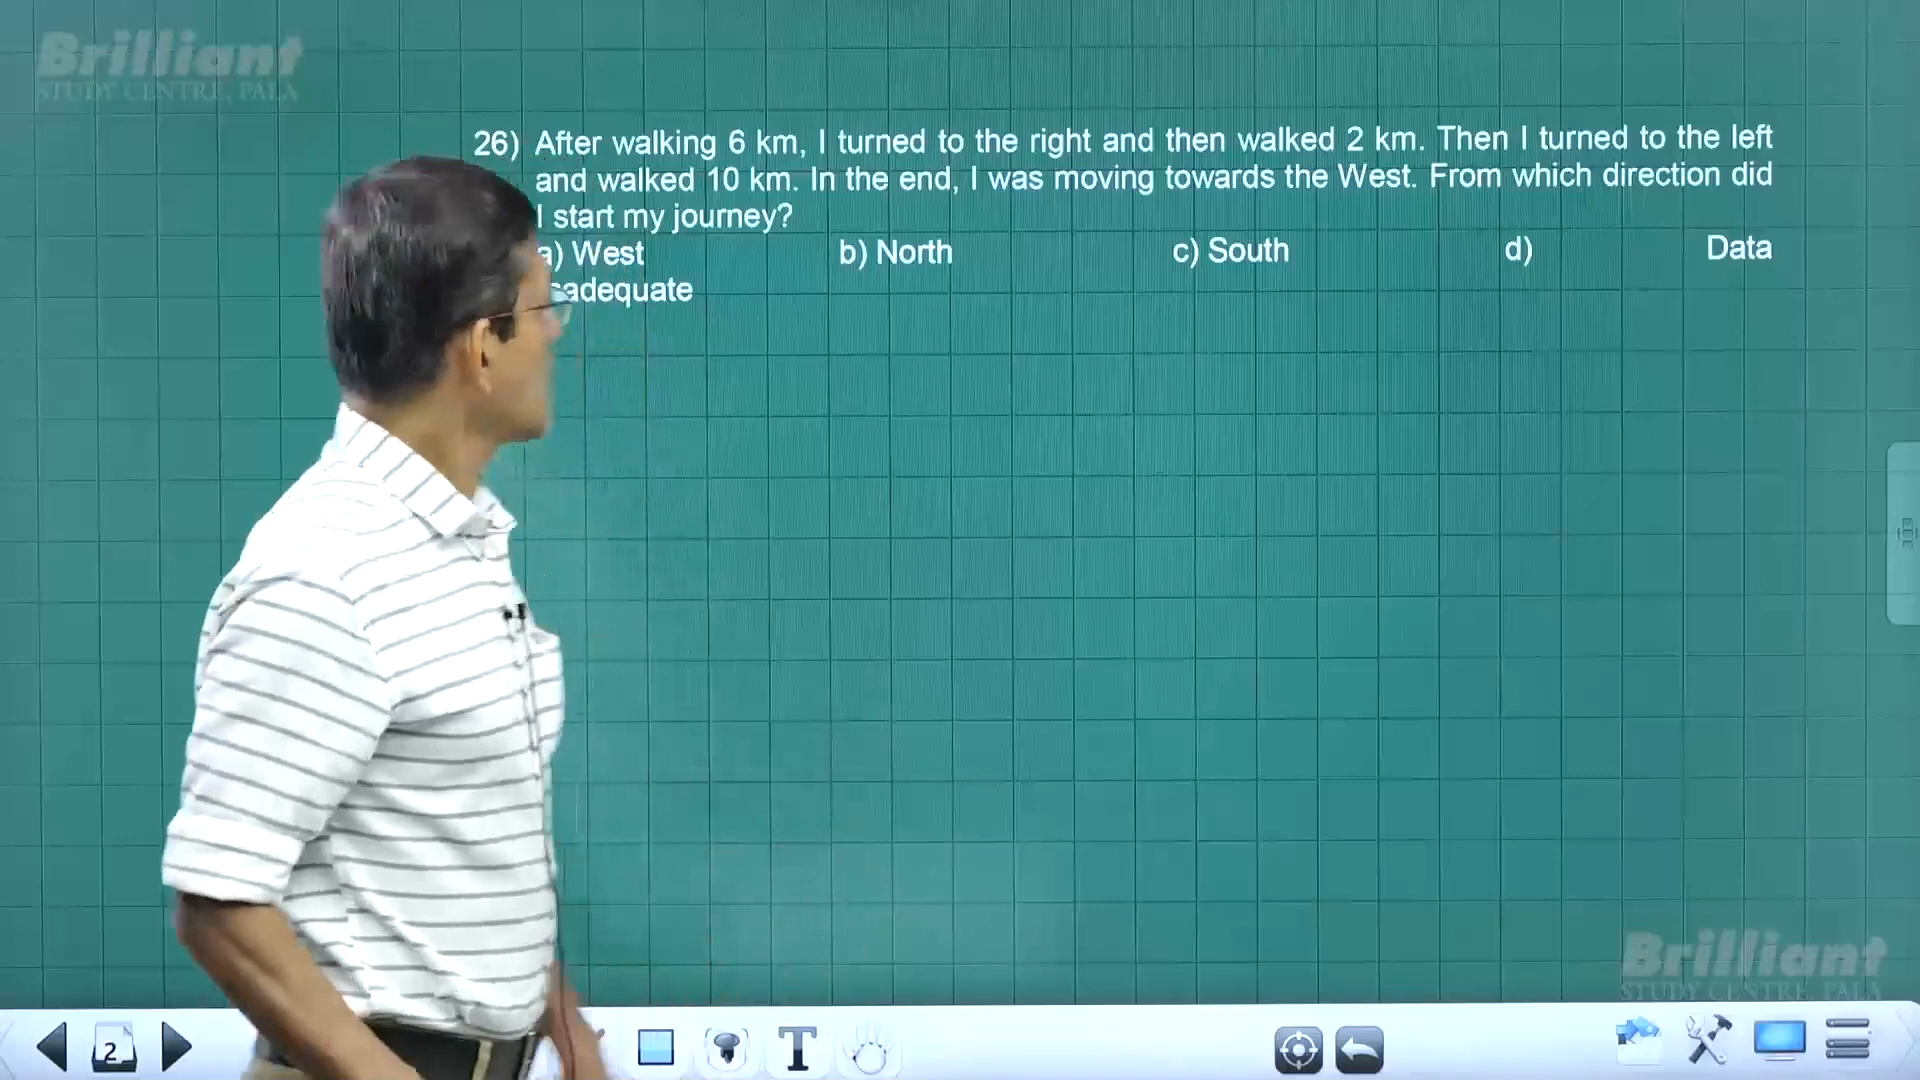 Brilliant
STUDY CENTRE, PALA
26) After walking 6 km, I turned to the right and then walked 2 km. Then I turned to the left
and walked 10 km. In the end, I was moving towards the West. From which direction did
I start my journey?
a) West b) North c) South d) Data
adequate
Brilliant
STUDY CENTRE, PALA
2
T